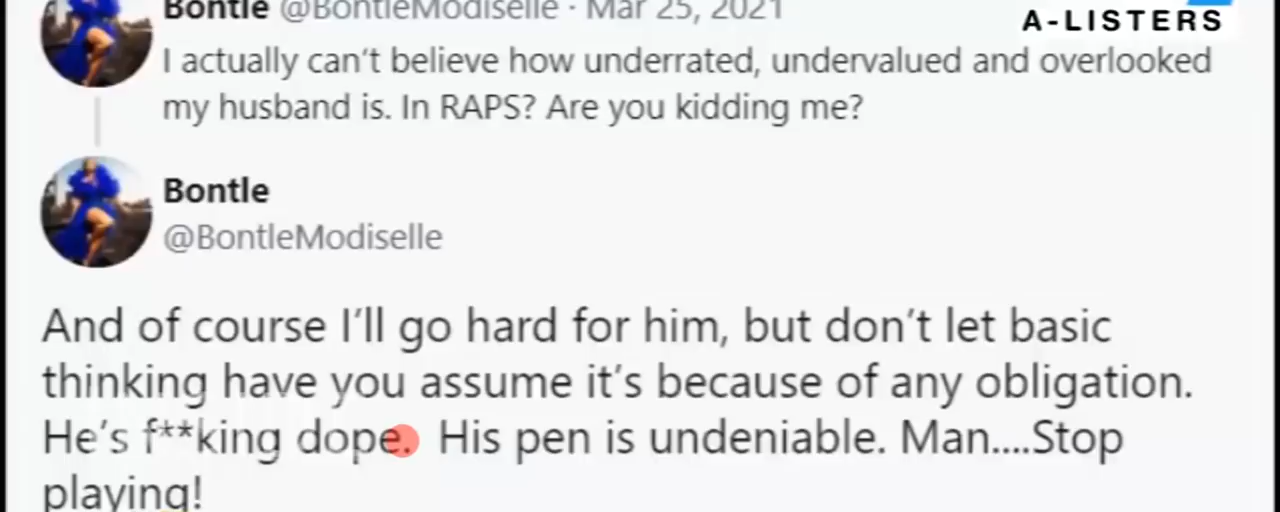 Bontle @BontleModiselle · Mar 25, 2021
A-LISTERS
I actually can't believe how underrated, undervalued and overlooked
my husband is. In RAPS? Are you kidding me?
Bontle
@BontleModiselle
And of course I'll go hard for him, but don't let basic
thinking have you assume it's because of any obligation.
He's f**king dope. His pen is undeniable. Man....Stop
playing!